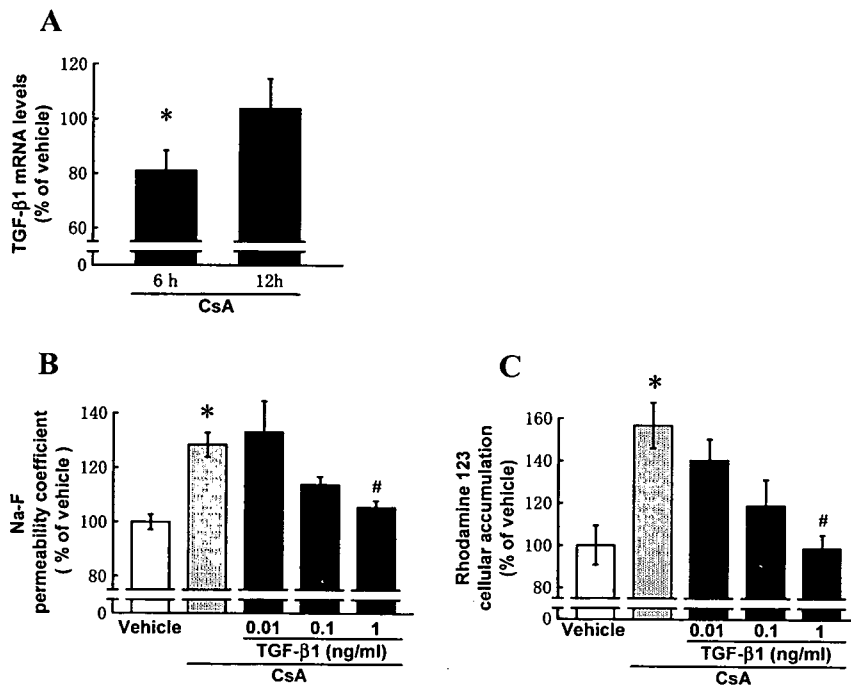 A
TGF-β1 mRNA levels
(% of vehicle)
120
100
80
60
0
*
6 h
12h
CsA
B
Na-F
permeability coefficient
( % of vehicle )
140
120
100
80
0
*
#
Vehicle
0.01
0.1
1
TGF-β1 (ng/ml)
CsA
C
Rhodamine 123
cellular accumulation
(% of vehicle)
160
140
120
100
80
0
*
#
Vehicle
0.01
0.1
1
TGF-β1 (ng/ml)
CsA